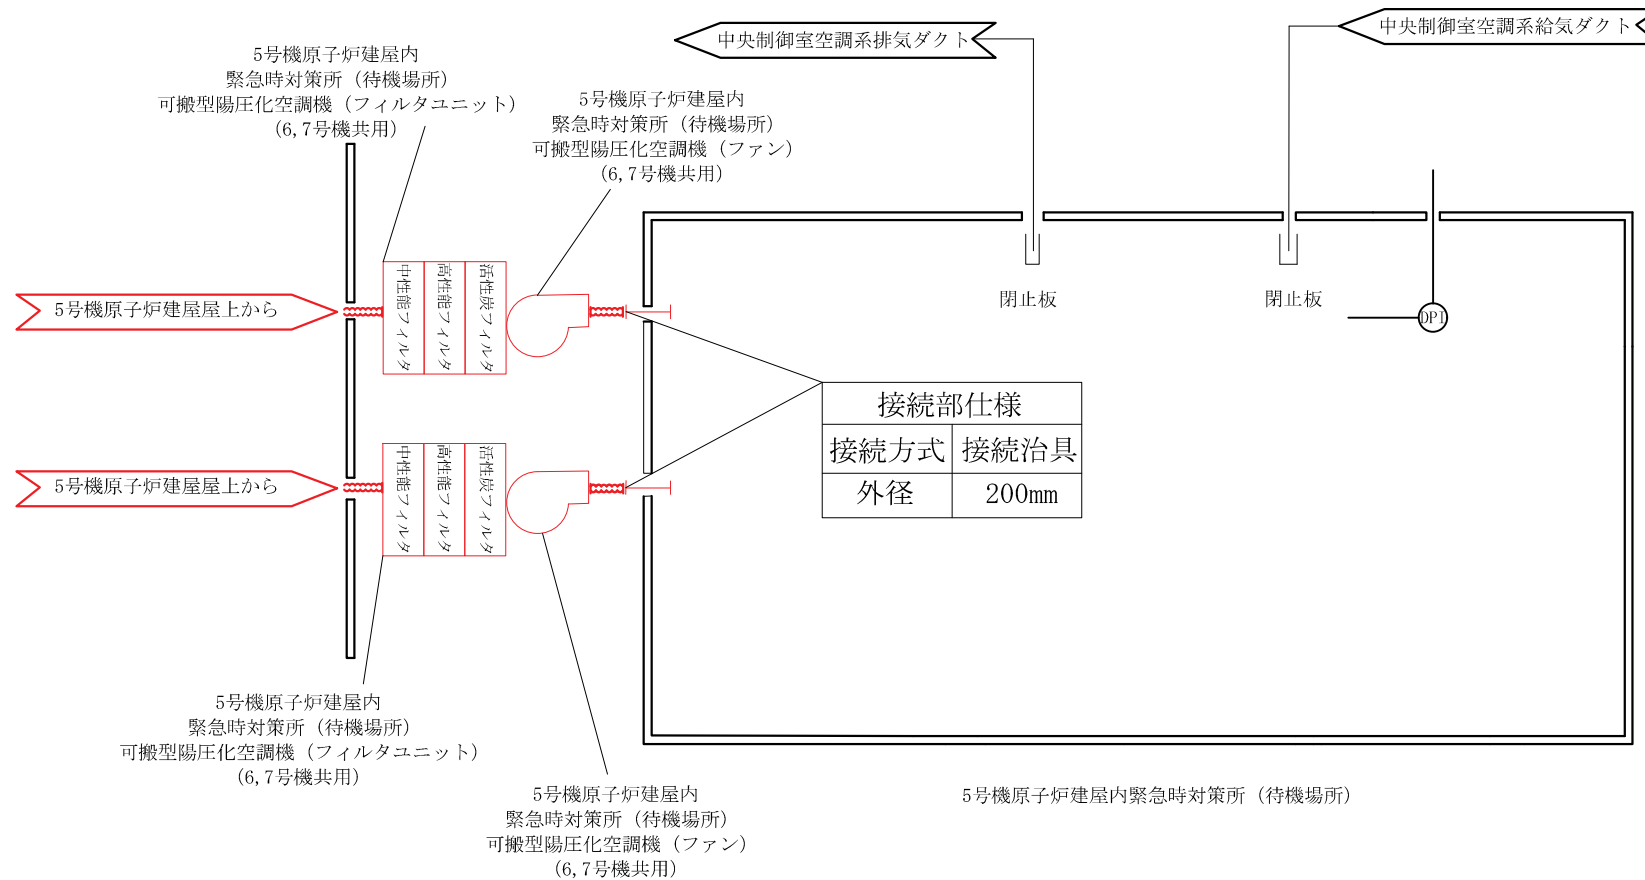 中央制御室空調系排気ダクト
中央制御室空調系給気ダクト
5号機原子炉建屋内
緊急時対策所（待機場所）
可搬型陽圧化空調機（フィルタユニット）
(6,7号機共用)
5号機原子炉建屋内
緊急時対策所（待機場所）
可搬型陽圧化空調機（ファン）
(6,7号機共用)
5号機原子炉建屋屋上から
中性能フィルタ
高性能フィルタ
活性炭フィルタ
閉止板
閉止板
DPI
接続部仕様
接続方式 接続治具
外径 200mm
5号機原子炉建屋屋上から
中性能フィルタ
高性能フィルタ
活性炭フィルタ
5号機原子炉建屋内
緊急時対策所（待機場所）
可搬型陽圧化空調機（フィルタユニット）
(6,7号機共用)
5号機原子炉建屋内
緊急時対策所（待機場所）
可搬型陽圧化空調機（ファン）
(6,7号機共用)
5号機原子炉建屋内緊急時対策所（待機場所）